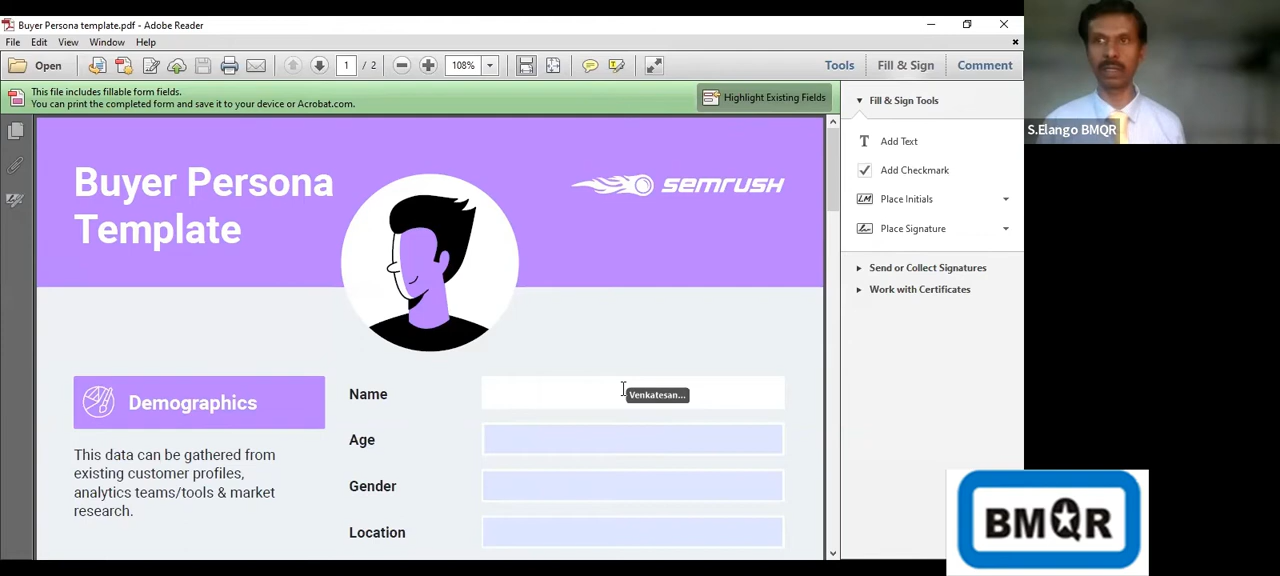 Buyer Persona template.pdf - Adobe Reader
File Edit View Window Help
Open 1 / 2 108% Tools Fill & Sign Comment
This file includes fillable form fields.
You can print the completed form and save it to your device or Acrobat.com.
Highlight Existing Fields
Buyer Persona
Template
SEMRUSH
Demographics
This data can be gathered from
existing customer profiles,
analytics teams/tools & market
research.
Name
Venkatesan...
Age
Gender
Location
Fill & Sign Tools
T Add Text
Add Checkmark
LM Place Initials
Place Signature
Send or Collect Signatures
Work with Certificates
S.Elango BMQR
BMQR